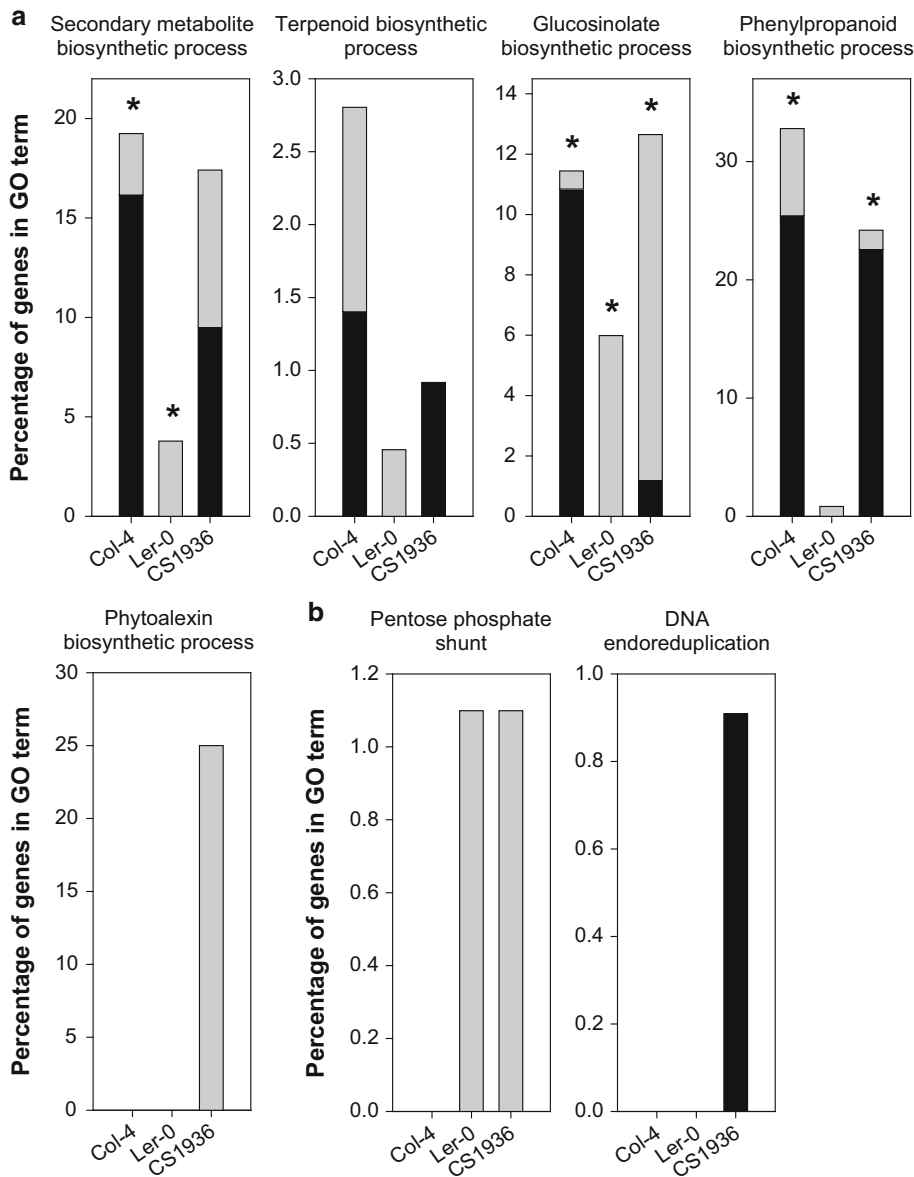 a
Secondary metabolite
biosynthetic process
Terpenoid biosynthetic
process
Glucosinolate
biosynthetic process
Phenylpropanoid
biosynthetic process
Percentage of genes in GO term
20
15
10
5
0
*
*
Col-4
Ler-0
CS1936
3.0
2.5
2.0
1.5
1.0
0.5
0.0
Col-4
Ler-0
CS1936
14
12
10
8
6
4
2
0
*
*
*
Col-4
Ler-0
CS1936
30
20
10
0
*
*
Col-4
Ler-0
CS1936
Phytoalexin
biosynthetic process
Percentage of genes in GO term
30
25
20
15
10
5
0
Col-4
Ler-0
CS1936
b
Pentose phosphate
shunt
DNA
endoreduplication
Percentage of genes in GO term
1.2
1.0
0.8
0.6
0.4
0.2
0.0
Col-4
Ler-0
CS1936
1.0
0.8
0.6
0.4
0.2
0.0
Col-4
Ler-0
CS1936